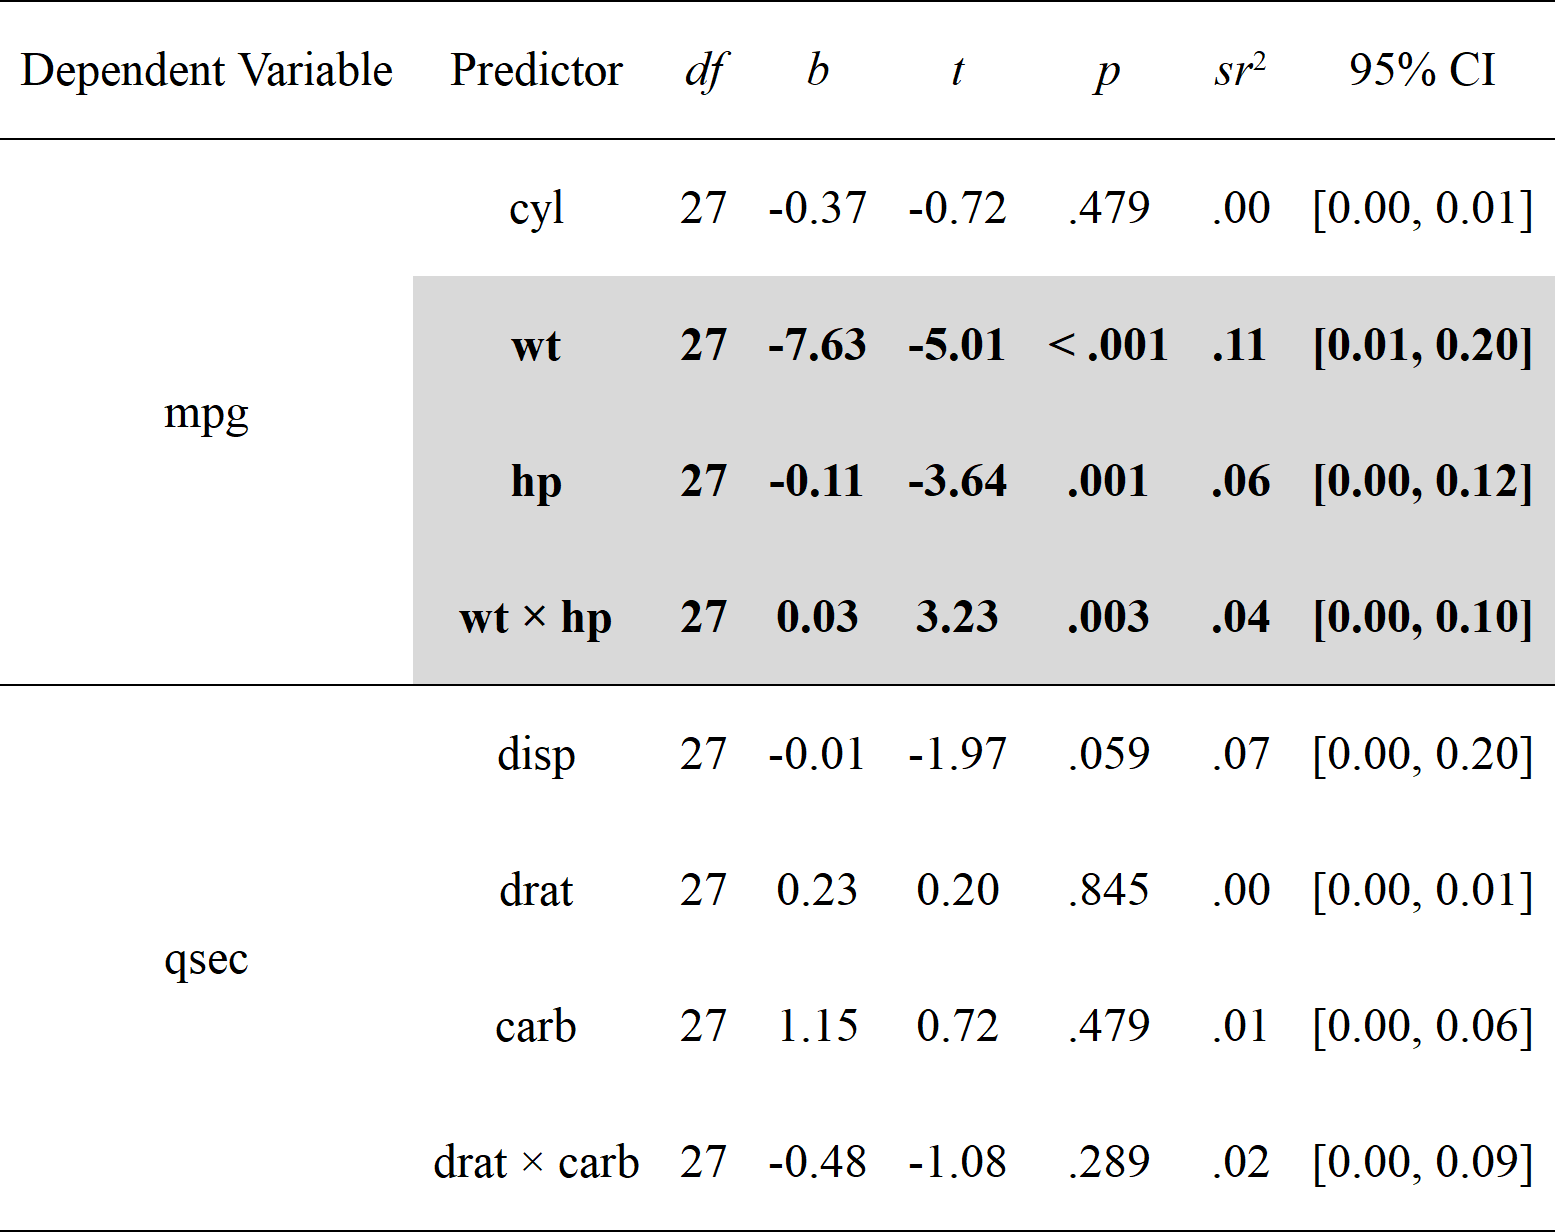 Dependent Variable Predictor df b t p sr² 95% CI
cyl 27 -0.37 -0.72 .479 .00 [0.00, 0.01]
wt 27 -7.63 -5.01 < .001 .11 [0.01, 0.20]
mpg
hp 27 -0.11 -3.64 .001 .06 [0.00, 0.12]
wt × hp 27 0.03 3.23 .003 .04 [0.00, 0.10]
disp 27 -0.01 -1.97 .059 .07 [0.00, 0.20]
drat 27 0.23 0.20 .845 .00 [0.00, 0.01]
qsec
carb 27 1.15 0.72 .479 .01 [0.00, 0.06]
drat × carb 27 -0.48 -1.08 .289 .02 [0.00, 0.09]